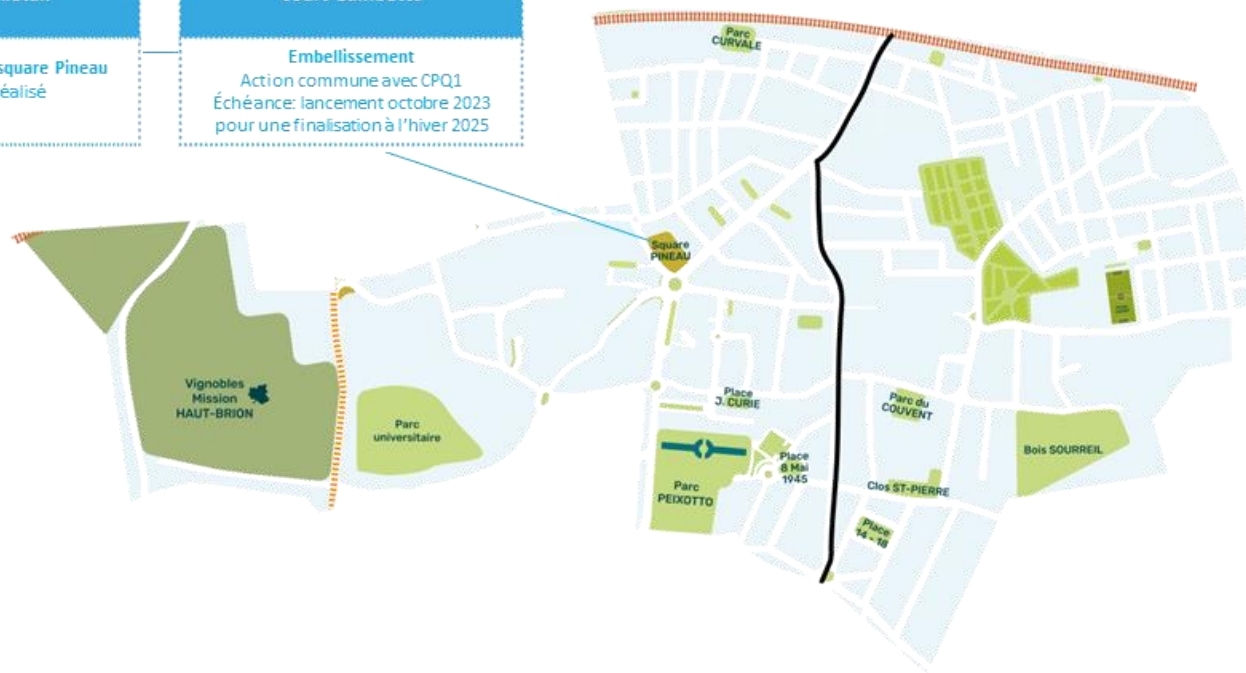 square Pineau
éalisé
Embellissement
Action commune avec CPQ1
Échéance: lancement octobre 2023
pour une finalisation à l'hiver 2025
Parc
CURVALE
Square
PINEAU
Vignobles
Mission
HAUT-BRION
Parc
universitaire
Place
J. CURIE
Parc du
COUVENT
Bois SOURREIL
Place
8 Mai
1945
Parc
PEIXOTTO
Clos ST-PIERRE
Place
14 - 18